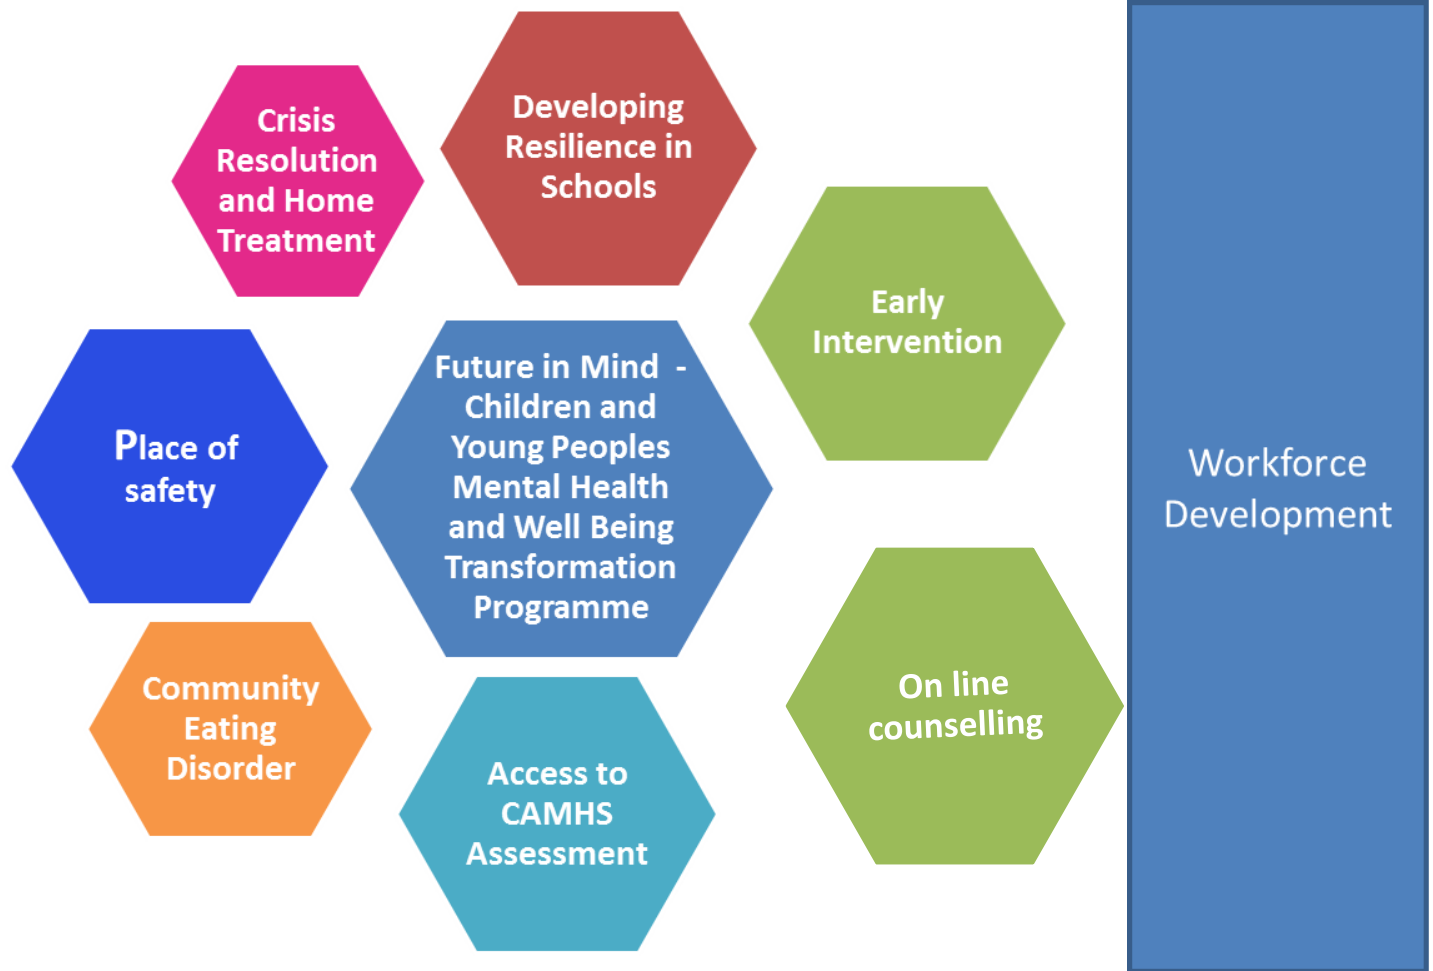 Crisis
Resolution
and Home
Treatment
Developing
Resilience in
Schools
Early
Intervention
Place of
safety
Future in Mind  -
Children and
Young Peoples
Mental Health
and Well Being
Transformation
Programme
Workforce
Development
Community
Eating
Disorder
Access to
CAMHS
Assessment
On line
counselling